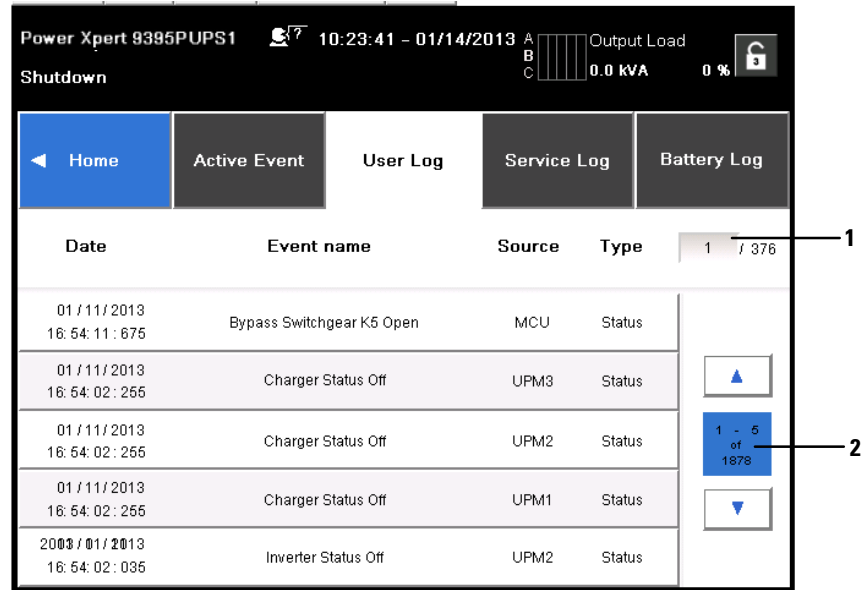 Power Xpert 9395PUPS1 ? 10:23:41 - 01/14/2013 A Output Load
B
C 0.0 kVA 0 % 3
Shutdown
Home Active Event User Log Service Log Battery Log
Date Event name Source Type 1 / 376 1
01/11/2013
16:54:11:675 Bypass Switchgear K5 Open MCU Status
01/11/2013
16:54:02:255 Charger Status Off UPM3 Status
01/11/2013
16:54:02:255 Charger Status Off UPM2 Status
1 - 5
of
1878
2
01/11/2013
16:54:02:255 Charger Status Off UPM1 Status
16:54:02:035 Inverter Status Off UPM2 Status